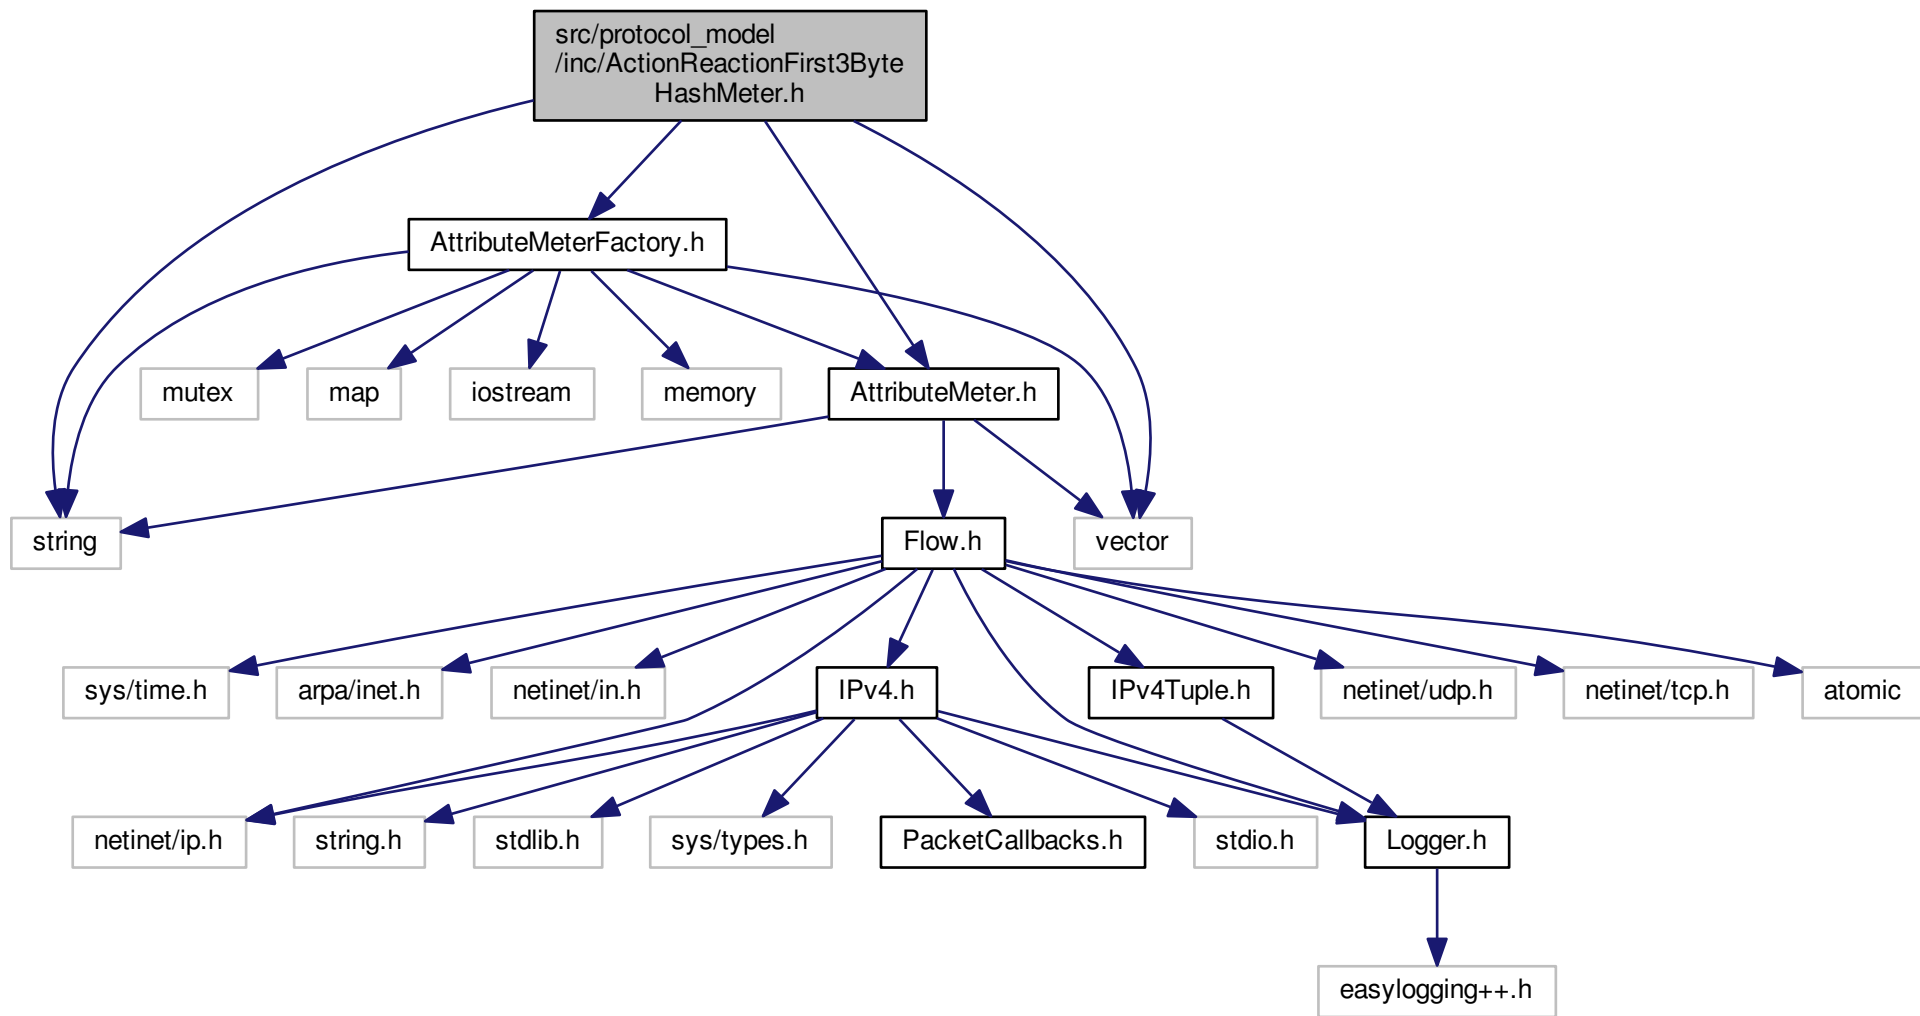 src/protocol_model
/inc/ActionReactionFirst3Byte
HashMeter.h
AttributeMeterFactory.h
mutex
map
iostream
memory
AttributeMeter.h
string
Flow.h
vector
sys/time.h
arpa/inet.h
netinet/in.h
IPv4.h
IPv4Tuple.h
netinet/udp.h
netinet/tcp.h
atomic
netinet/ip.h
string.h
stdlib.h
sys/types.h
PacketCallbacks.h
stdio.h
Logger.h
easylogging++.h